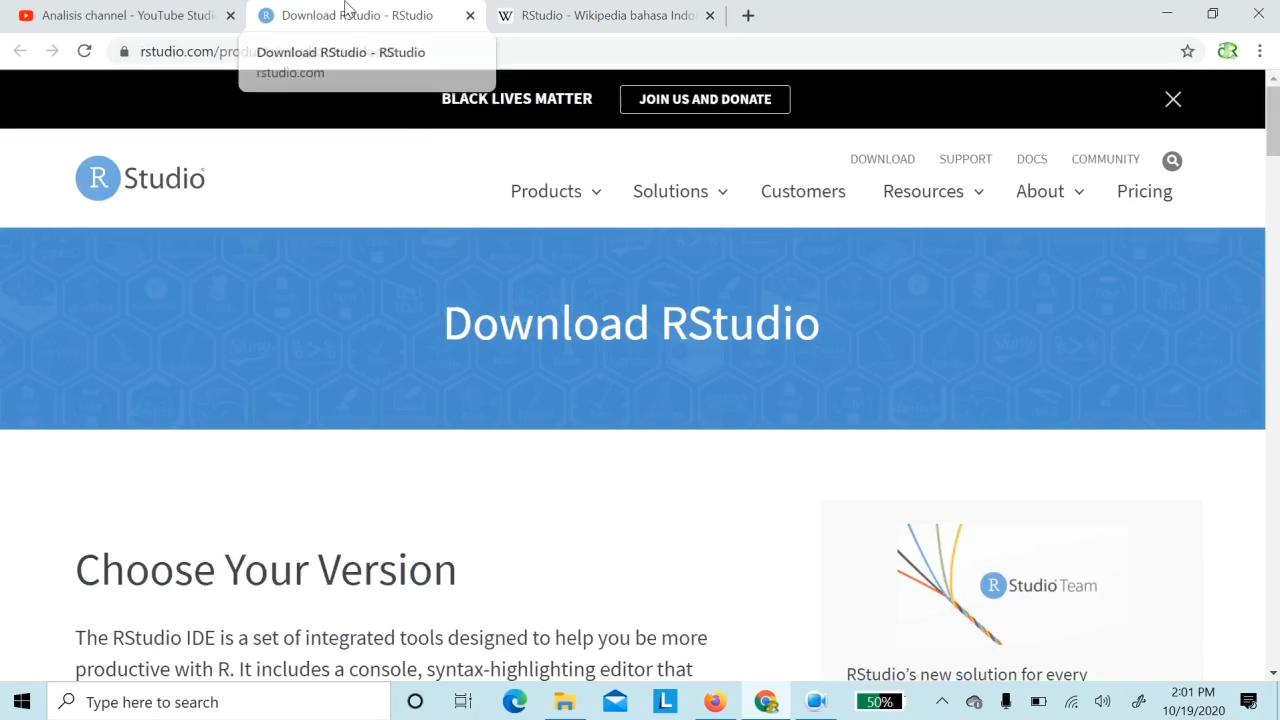 Analisis channel - YouTube Studi
Download RStudio - RStudio
RStudio - Wikipedia bahasa Indo
rstudio.com/produ
Download RStudio - RStudio
rstudio.com
BLACK LIVES MATTER
JOIN US AND DONATE
R Studio
DOWNLOAD SUPPORT DOCS COMMUNITY
Products Solutions Customers Resources About Pricing
Download RStudio
Choose Your Version
The RStudio IDE is a set of integrated tools designed to help you be more
productive with R. It includes a console, syntax-highlighting editor that
R Studio Team
RStudio's new solution for every
Type here to search
50%
2:01 PM
10/19/2020